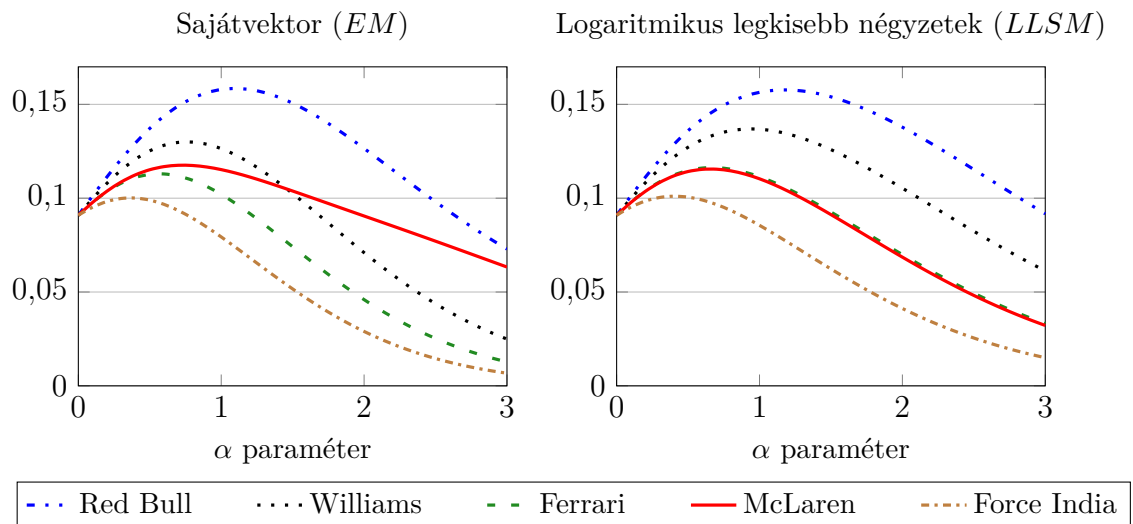 Sajátvektor (EM)
0,15
0,1
0,05
0
0 1 2 3
α paraméter
Logaritmikus legkisebb négyzetek (LLSM)
0,15
0,1
0,05
0
0 1 2 3
α paraméter
Red Bull Williams Ferrari McLaren Force India